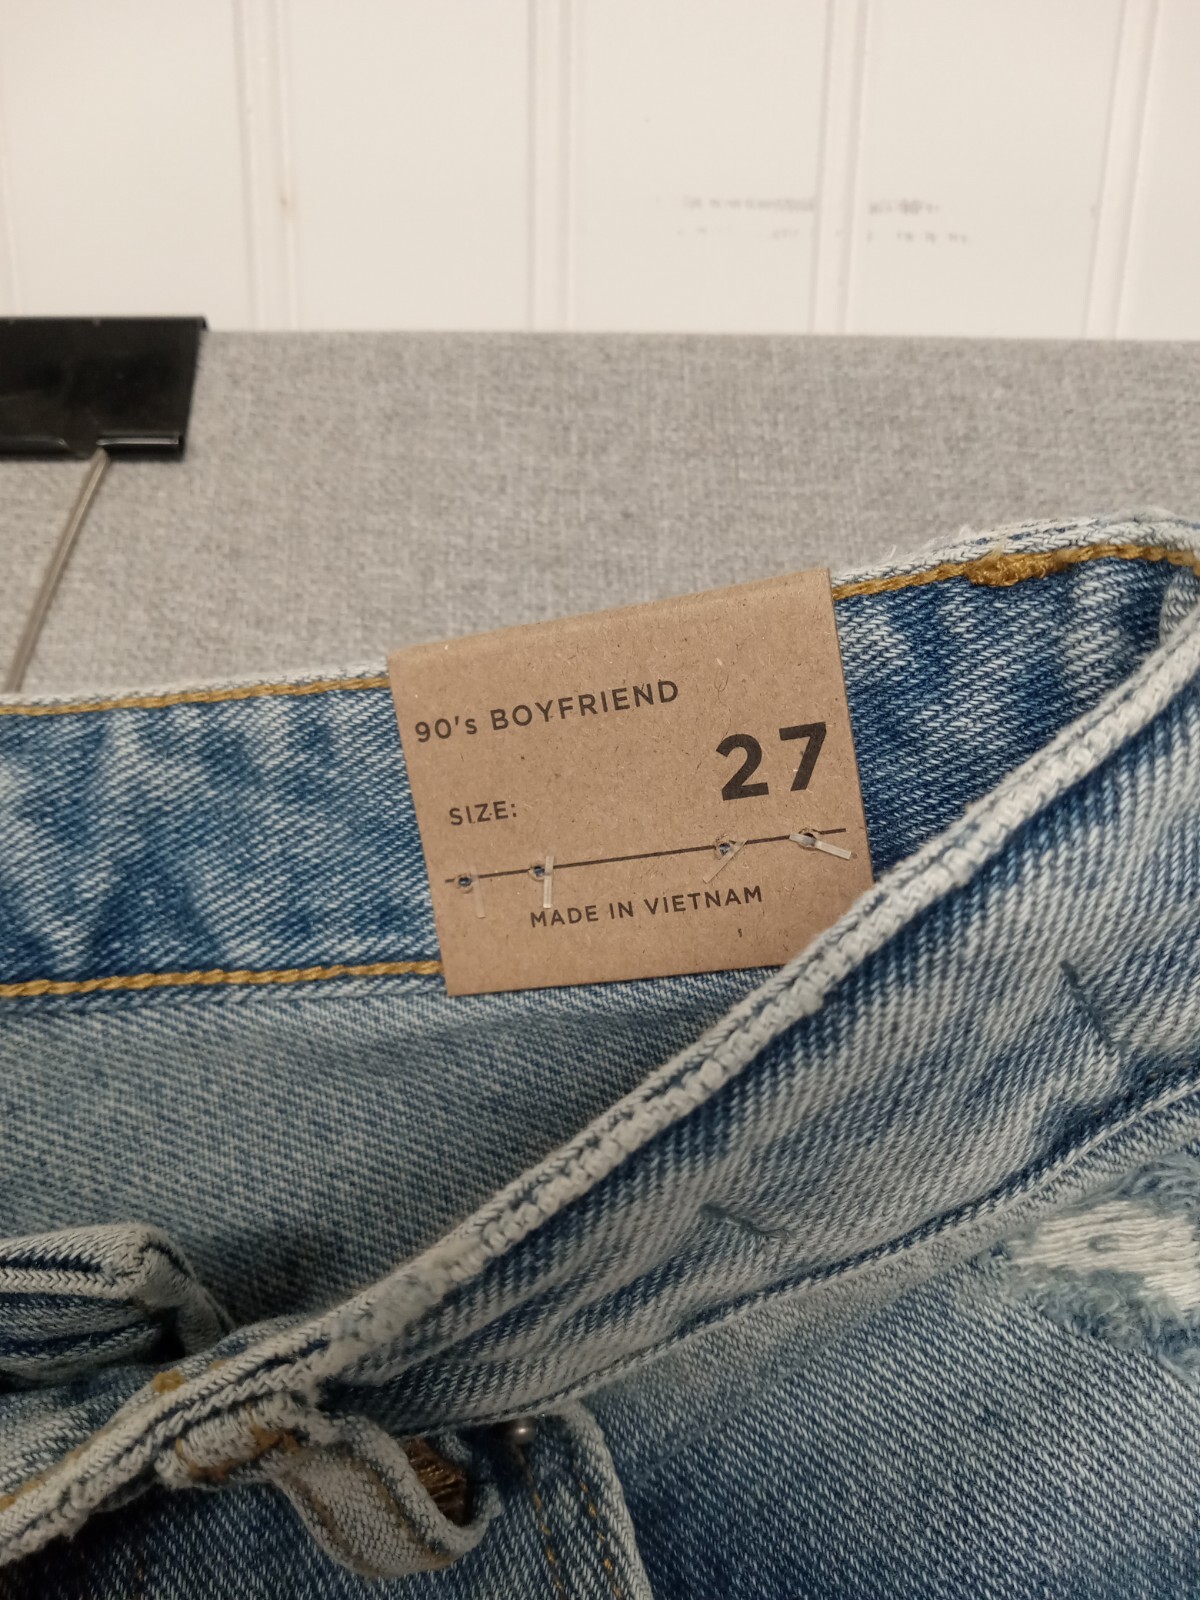 90's BOYFRIEND
SIZE: 27
MADE IN VIETNAM